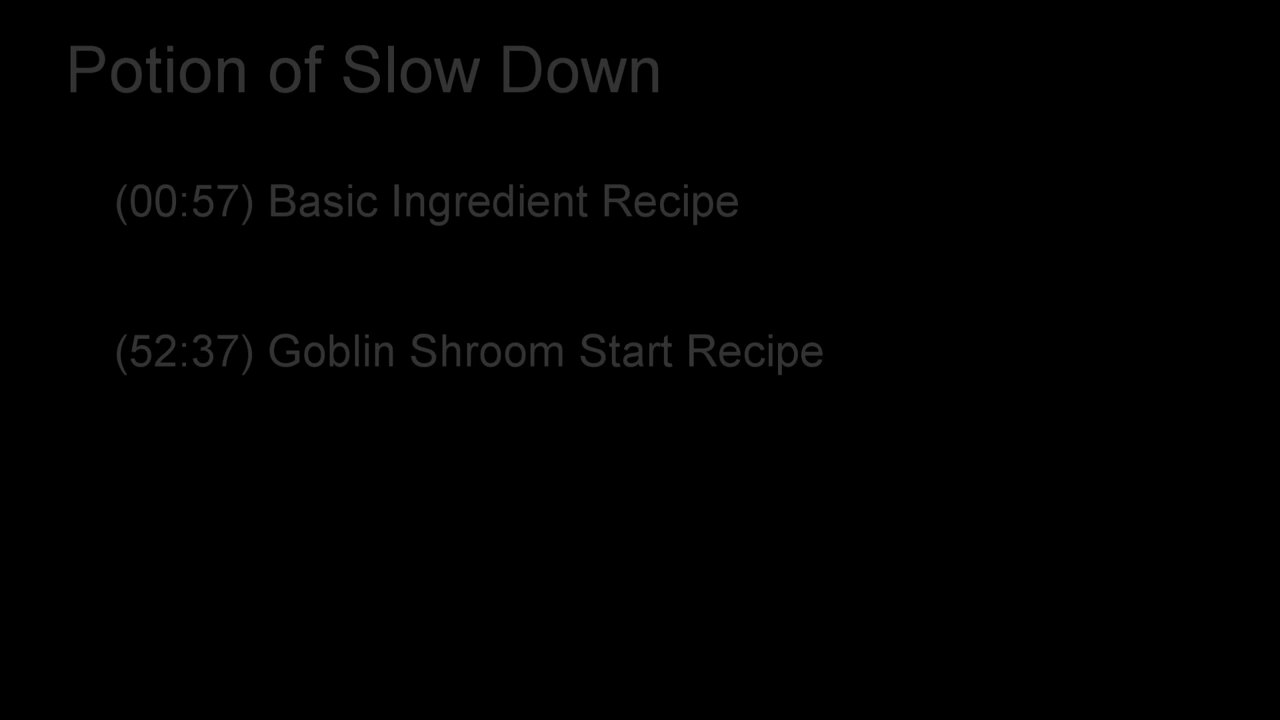 Potion of Slow Down
(00:57) Basic Ingredient Recipe
(52:37) Goblin Shroom Start Recipe